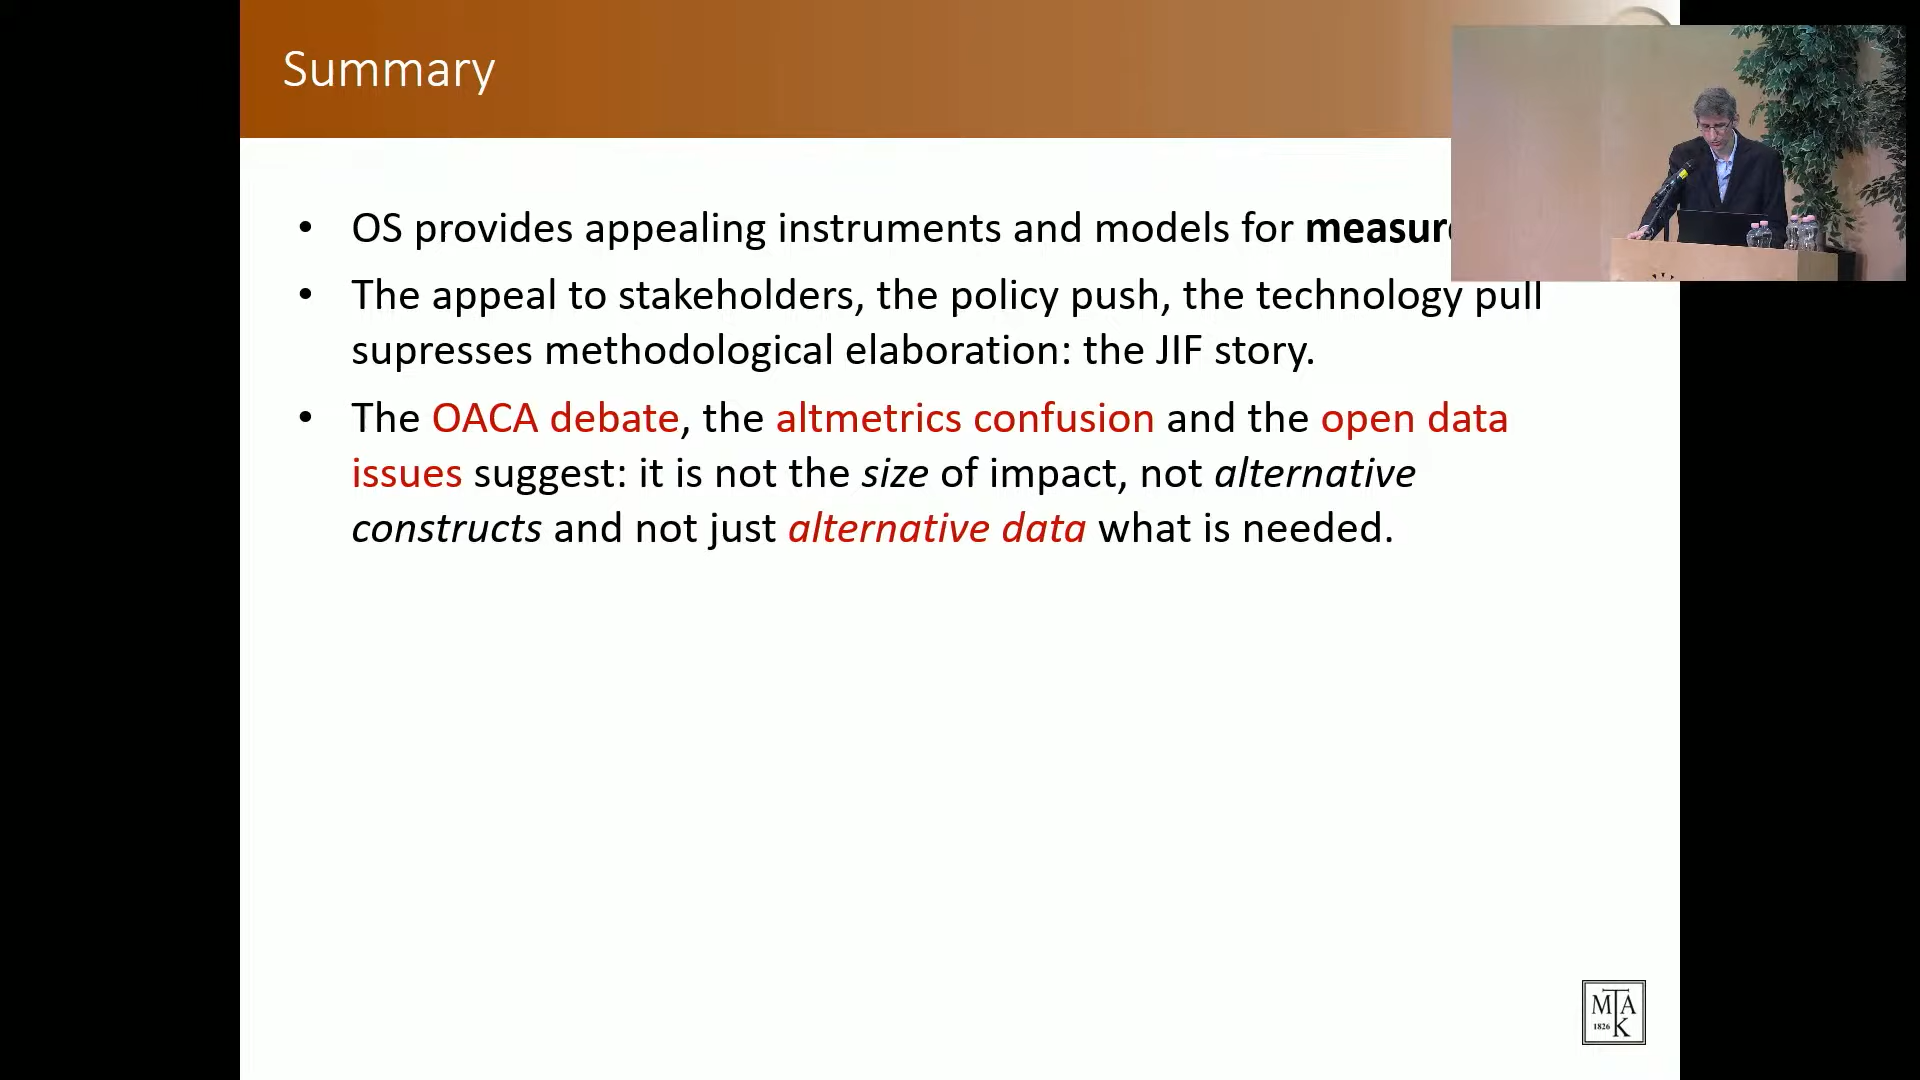 Summary
• OS provides appealing instruments and models for
• The appeal to stakeholders, the policy push, the technology pull
supresses methodological elaboration: the JIF story.
• The OACA debate, the altmetrics confusion and the open data
issues suggest: it is not the size of impact, not alternative
constructs and not just alternative data what is needed.
MTA
1826 K